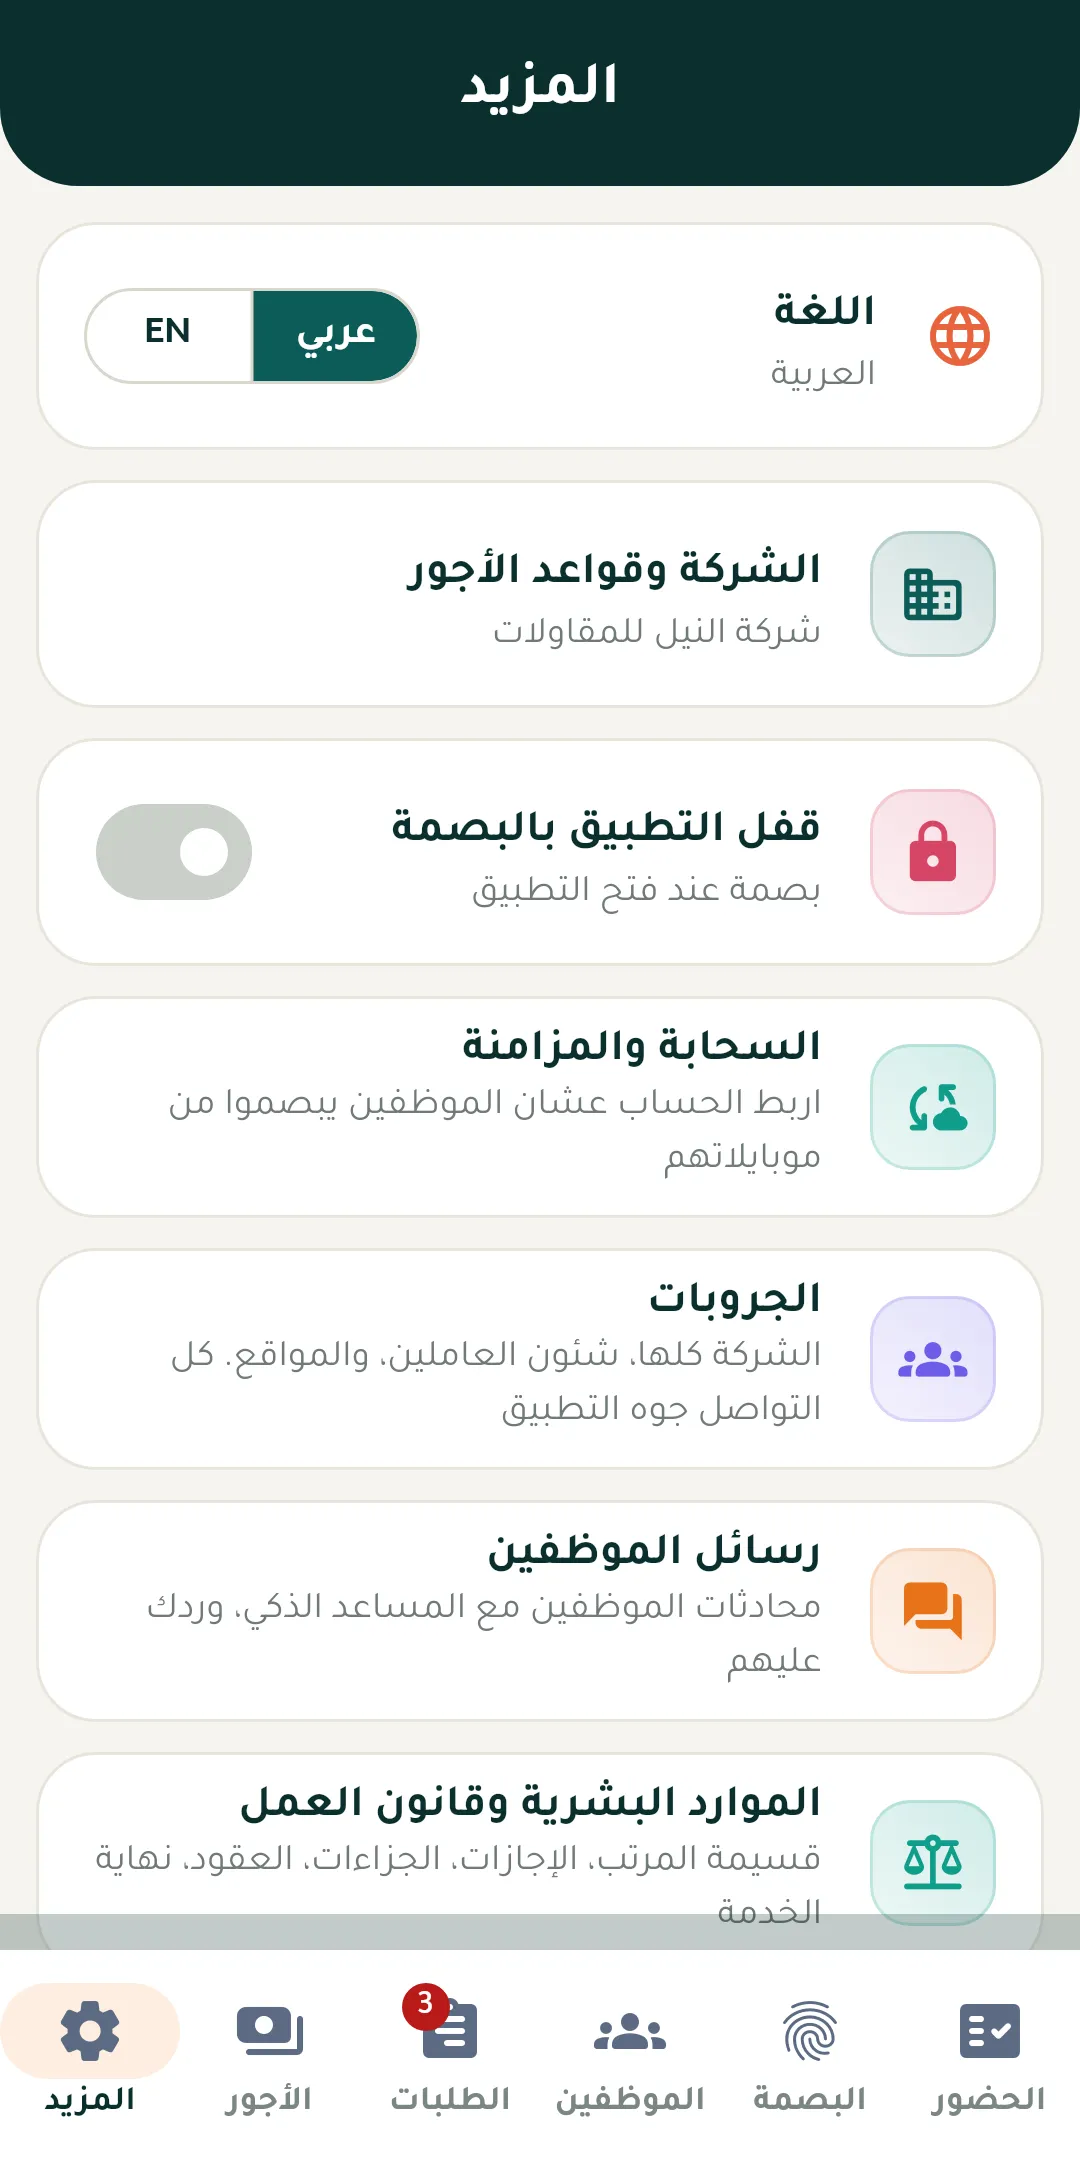 المزيد
اللغة
العربية
عربي
EN
الشركة وقواعد الأجور
شركة النيل للمقاولات
قفل التطبيق بالبصمة
بصمة عند فتح التطبيق
السحابة والمزامنة
اربط الحساب عشان الموظفين يبصموا من
موبايلاتهم
الجروبات
الشركة كلها، شئون العاملين، والمواقع. كل
التواصل جوه التطبيق
رسائل الموظفين
محادثات الموظفين مع المساعد الذكي، وردك
عليهم
الموارد البشرية وقانون العمل
قسيمة المرتب، الإجازات، الجزاءات، العقود، نهاية
الخدمة
الحضور
البصمة
الموظفين
3
الطلبات
الأجور
المزيد